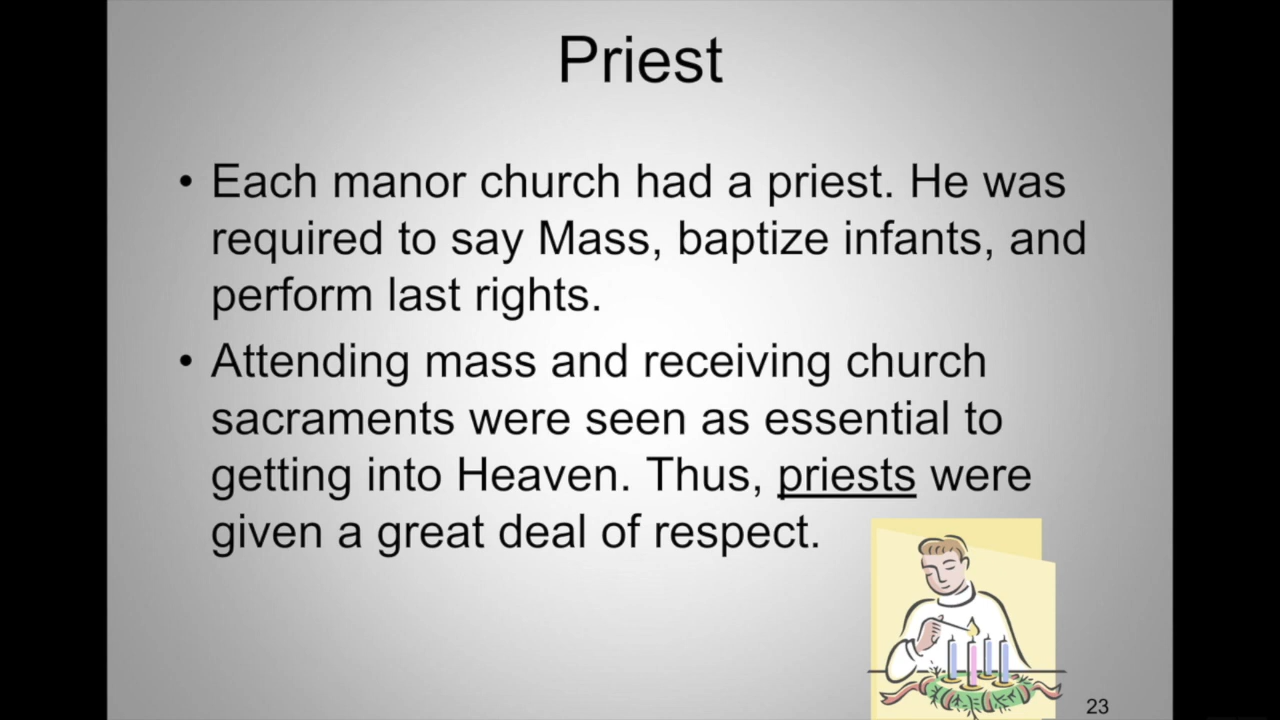 Priest
• Each manor church had a priest. He was
required to say Mass, baptize infants, and
perform last rights.
• Attending mass and receiving church
sacraments were seen as essential to
getting into Heaven. Thus, priests were
given a great deal of respect.
23